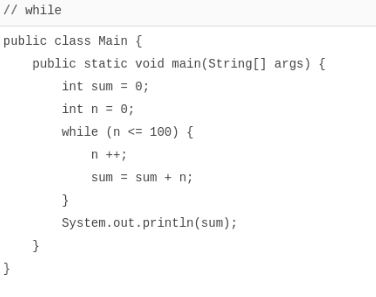 // while
public class Main {
    public static void main(String[] args) {
        int sum = 0;
        int n = 0;
        while (n <= 100) {
            n ++;
            sum = sum + n;
        }
        System.out.println(sum);
    }
}